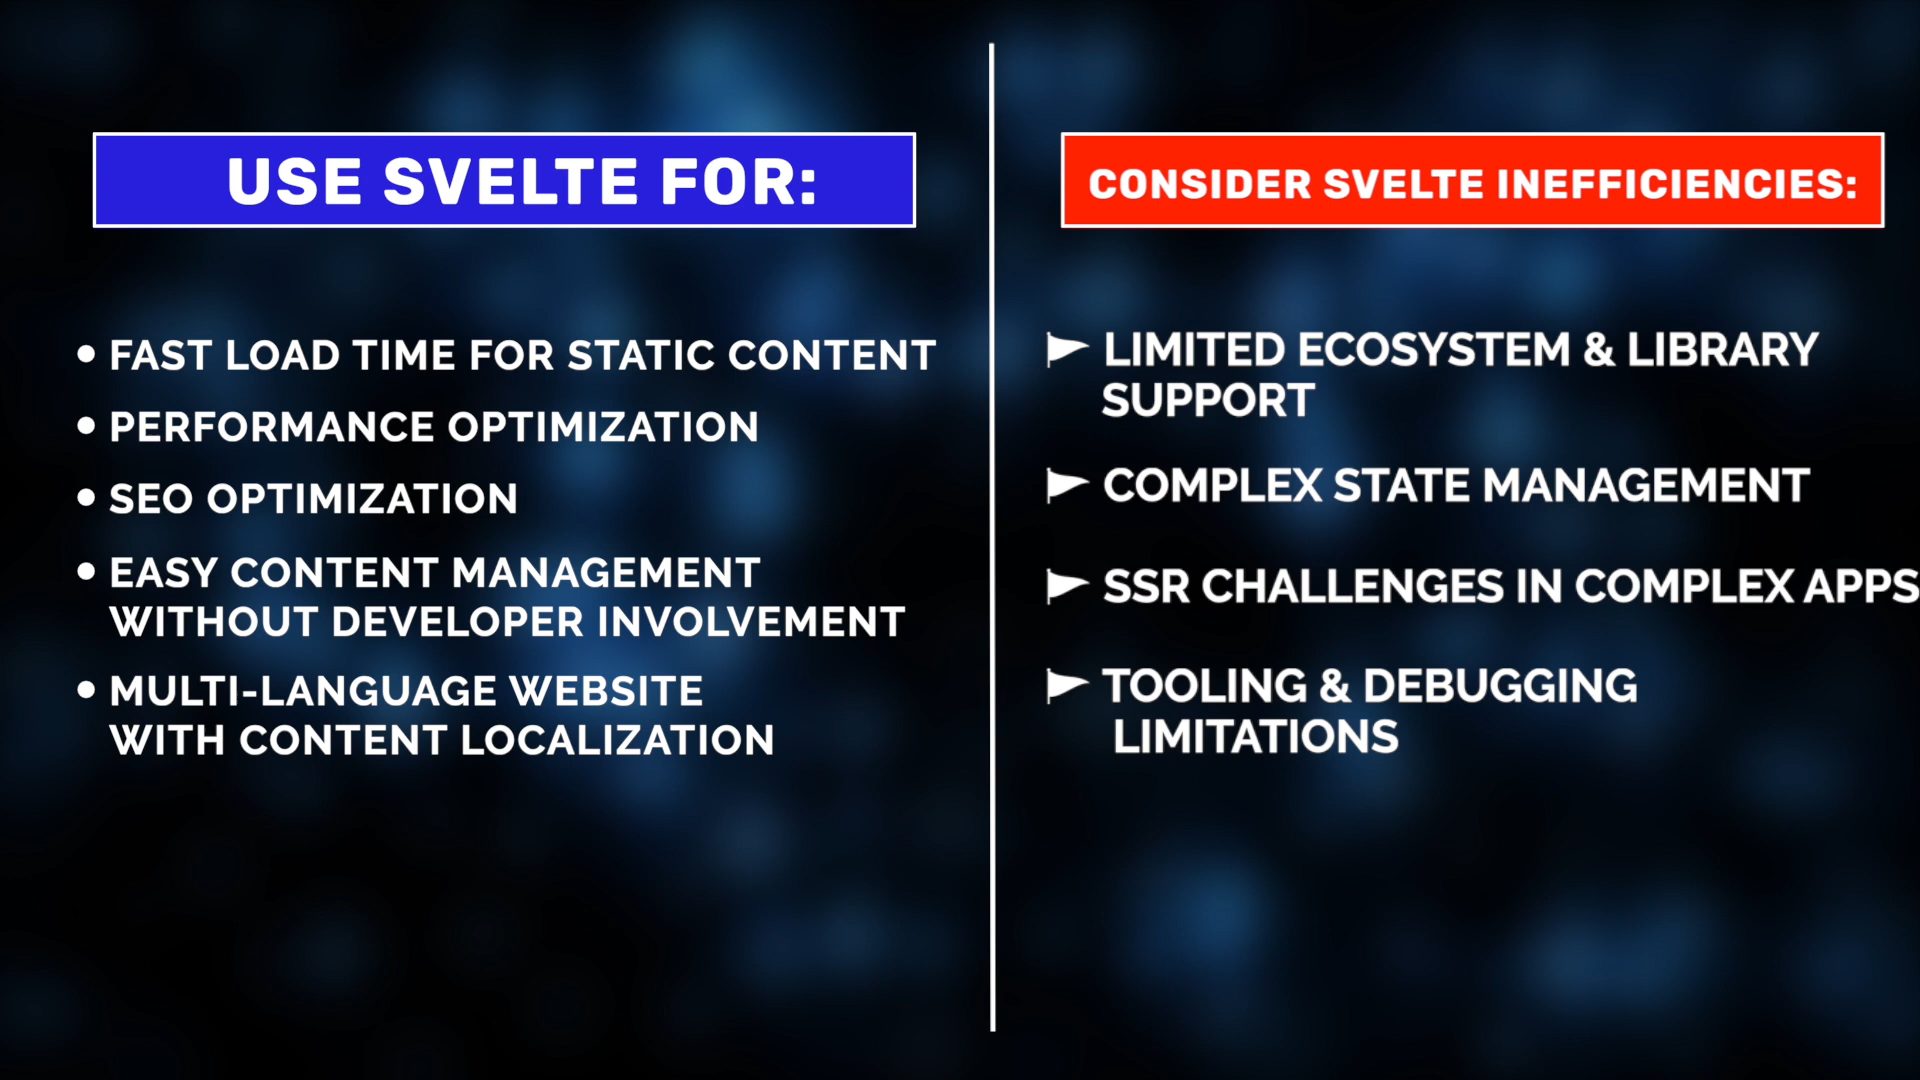 USE SVELTE FOR:
• FAST LOAD TIME FOR STATIC CONTENT
• PERFORMANCE OPTIMIZATION
• SEO OPTIMIZATION
• EASY CONTENT MANAGEMENT
WITHOUT DEVELOPER INVOLVEMENT
• MULTI-LANGUAGE WEBSITE
WITH CONTENT LOCALIZATION
CONSIDER SVELTE INEFFICIENCIES:
LIMITED ECOSYSTEM & LIBRARY
SUPPORT
COMPLEX STATE MANAGEMENT
SSR CHALLENGES IN COMPLEX APPS
TOOLING & DEBUGGING
LIMITATIONS